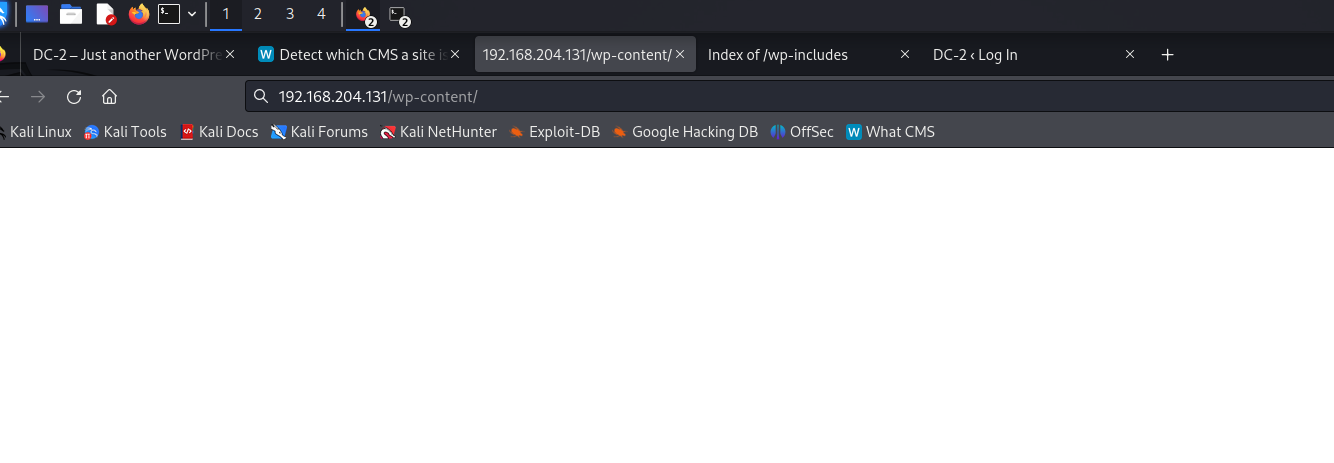 1 2 3 4 2 2
DC-2 – Just another WordPre Detect which CMS a site is 192.168.204.131/wp-content/ Index of /wp-includes DC-2 ‹ Log In
192.168.204.131/wp-content/
Kali Linux Kali Tools Kali Docs Kali Forums Kali NetHunter Exploit-DB Google Hacking DB OffSec What CMS